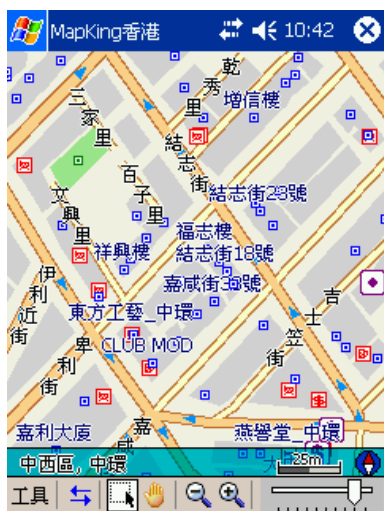 MapKing香港
10:42
乾秀里
三家里
增信樓
結志街
百子里
結志街23號
文興里
福志樓
祥興樓
結志街18號
嘉咸街33號
伊利近街
東方工藝_中環
吉士笠街
CLUB MOD
卑利街
嘉利大廈
嘉咸
燕譽堂_中環
中西區, 中環
25m
工具